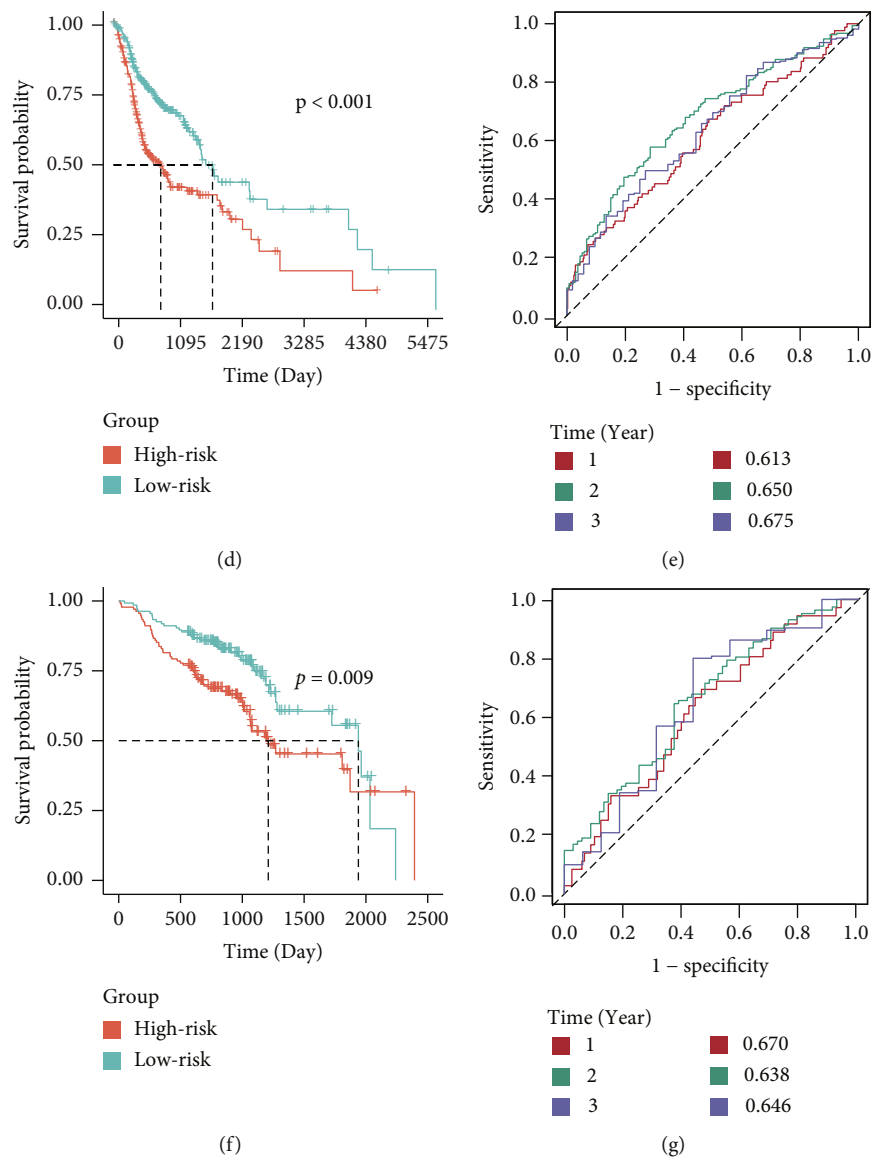 1.00
0.75
0.50
0.25
0.00
Survival probability
p < 0.001
0 1095 2190 3285 4380 5475
Time (Day)
Group
High-risk
Low-risk
(d)
1.0
0.8
0.6
0.4
0.2
0.0
Sensitivity
0.0 0.2 0.4 0.6 0.8 1.0
1 − specificity
Time (Year)
1 0.613
2 0.650
3 0.675
(e)
1.00
0.75
0.50
0.25
0.00
Survival probability
p = 0.009
0 500 1000 1500 2000 2500
Time (Day)
Group
High-risk
Low-risk
(f)
1.0
0.8
0.6
0.4
0.2
0.0
Sensitivity
0.0 0.2 0.4 0.6 0.8 1.0
1 − specificity
Time (Year)
1 0.670
2 0.638
3 0.646
(g)